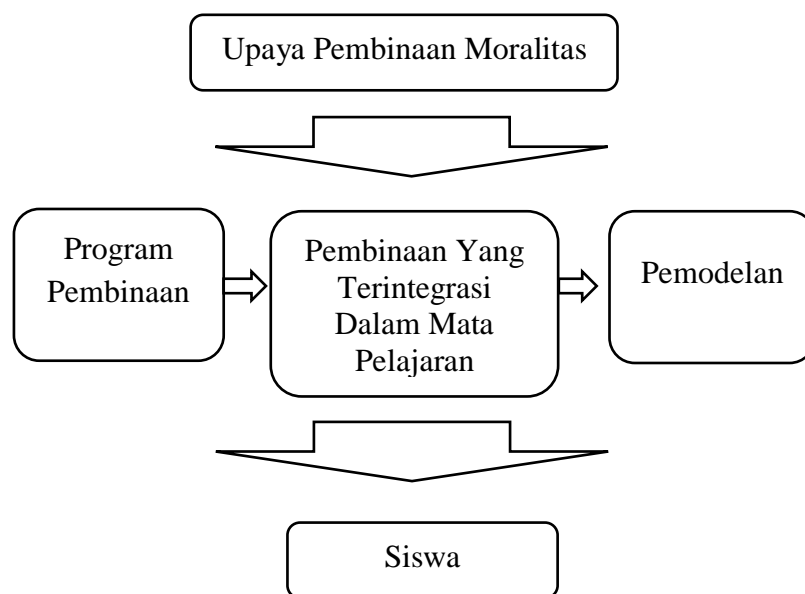 Upaya Pembinaan Moralitas
Program
Pembinaan
Pembinaan Yang
Terintegrasi
Dalam Mata
Pelajaran
Pemodelan
Siswa